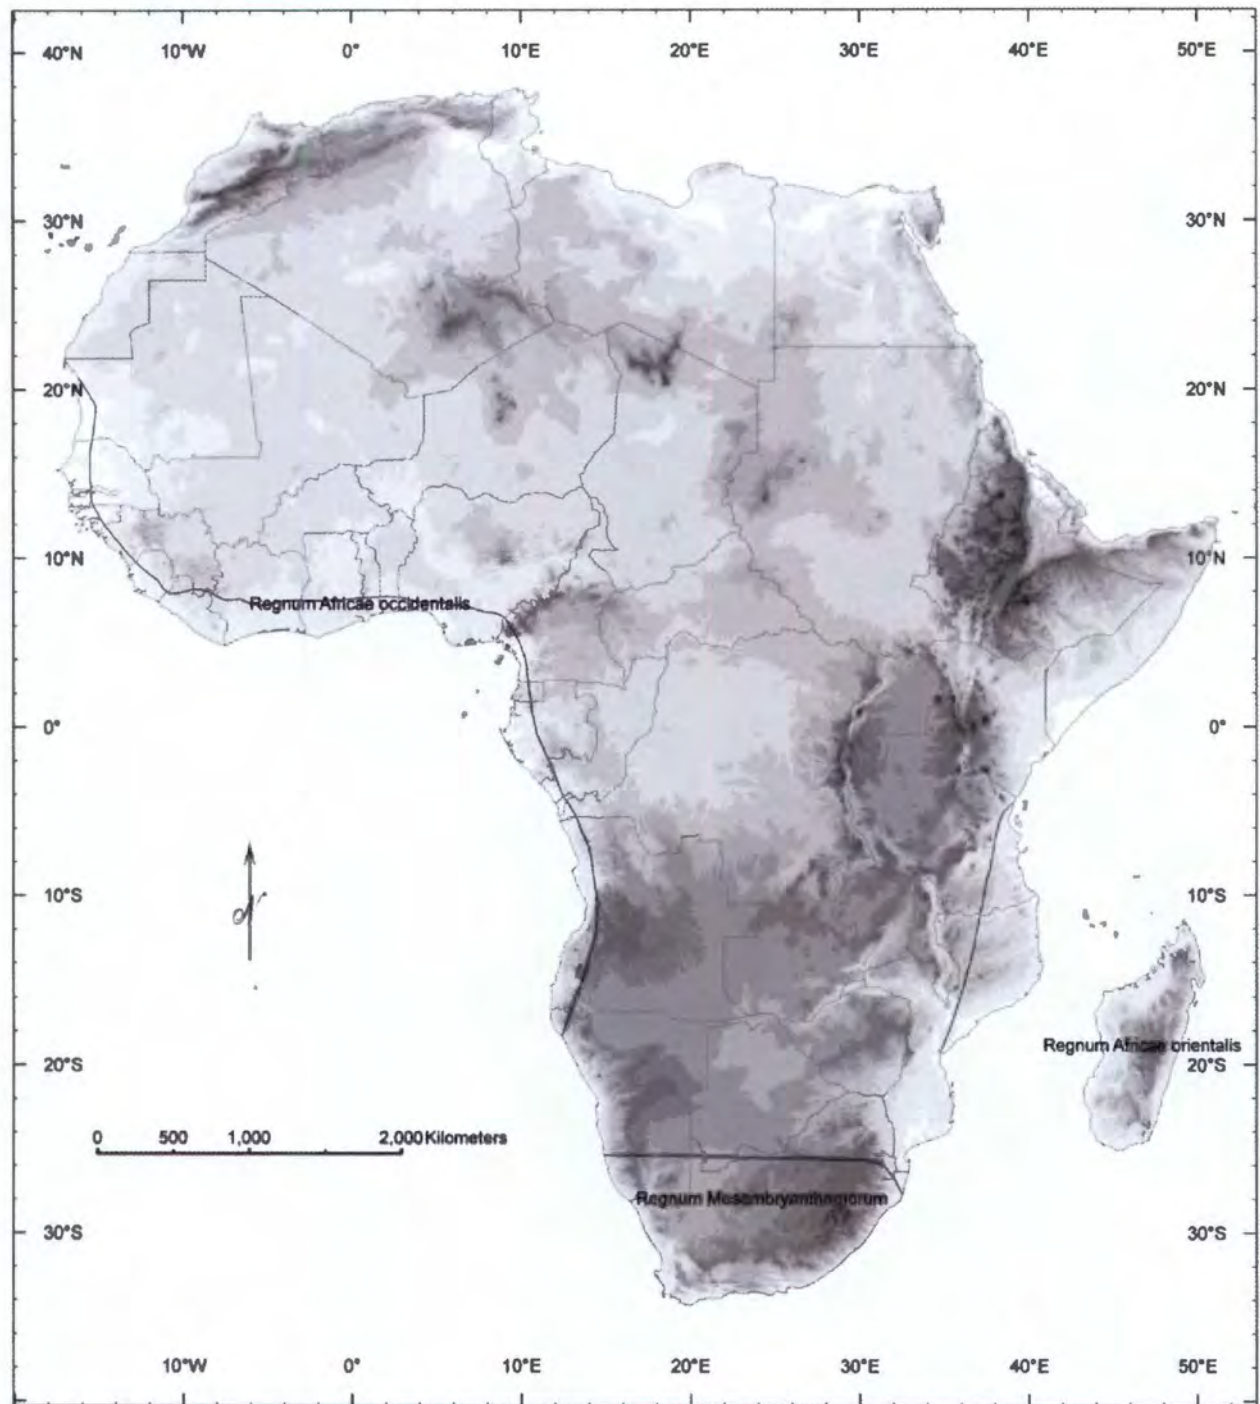 40°N 10°W 0° 10°E 20°E 30°E 40°E 50°E
30°N 30°N
20°N 20°N
10°N 10°N
Regnum Africae occidentalis
0° 0°
10°S 10°S
Regnum Africae orientalis
20°S 20°S
0 500 1,000 2,000 Kilometers
Regnum Mesembryanthemorum
30°S 30°S
10°W 0° 10°E 20°E 30°E 40°E 50°E